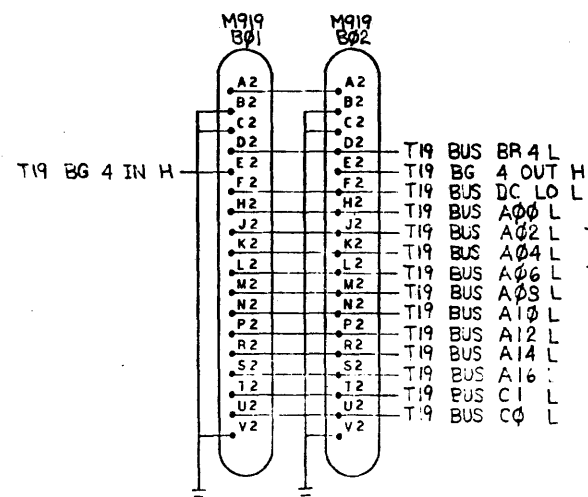 M919 M919
BØ1 BØ2
A2 A2
B2 B2
C2 C2
D2 D2 T19 BUS BR 4 L
T19 BG 4 IN H E2 E2 T19 BG 4 OUT H
F2 F2 T19 BUS DC LO L
H2 H2 T19 BUS AØØ L
J2 J2 T19 BUS AØ2 L
K2 K2 T19 BUS AØ4 L
L2 L2 T19 BUS AØ6 L
M2 M2 T19 BUS AØ8 L
N2 N2 T19 BUS A1Ø L
P2 P2 T19 BUS A12 L
R2 R2 T19 BUS A14 L
S2 S2 T19 BUS A16
T2 T2 T19 BUS C1 L
U2 U2 T19 BUS CØ L
V2 V2